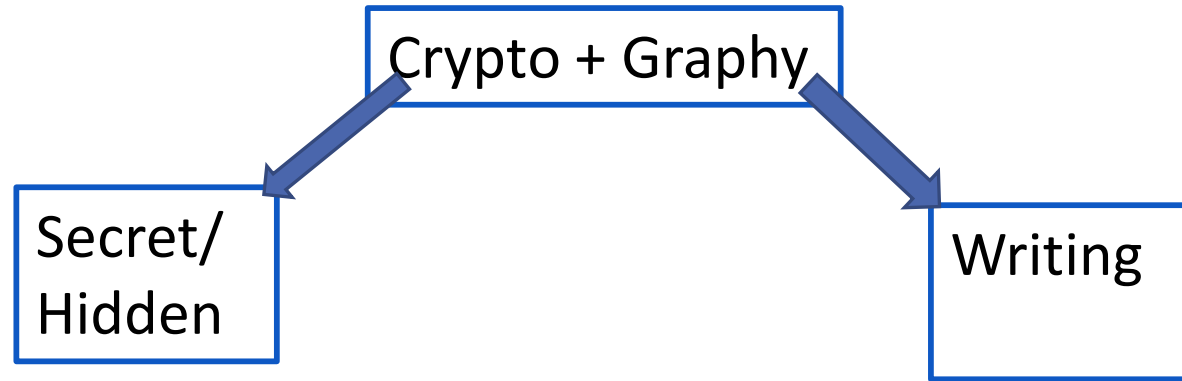 Crypto + Graphy
Secret/
Hidden
Writing